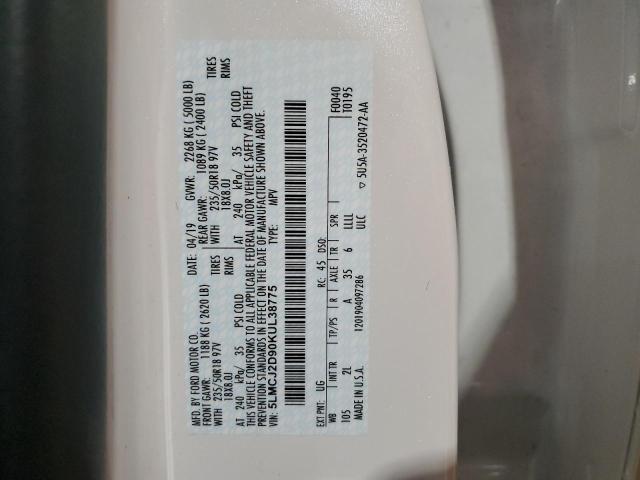 MFD. BY FORD MOTOR CO.
DATE: 04/19 GVWR: 2268 KG ( 5000 LB)
FRONT GAWR: 1188 KG ( 2620 LB) REAR GAWR: 1089 KG ( 2400 LB)
WITH 235/50R18 97V TIRES WITH 235/50R18 97V TIRES
18X8.0J RIMS 18X8.0J RIMS
AT 240 kPa/ 35 PSI COLD AT 240 kPa/ 35 PSI COLD
THIS VEHICLE CONFORMS TO ALL APPLICABLE FEDERAL MOTOR VEHICLE SAFETY AND THEFT
PREVENTION STANDARDS IN EFFECT ON THE DATE OF MANUFACTURE SHOWN ABOVE.
VIN: 5LMCJ2D90KUL38775 TYPE: MPV
EXT PNT: UG RC: 45 DSO: F0040
WB INT TR TP/PS R AXLE TR SPR T0195
105 2L A 35 6 LLLL
ULC ▽ 5U5A-3520472-AA
MADE IN U.S.A. 1201904097286